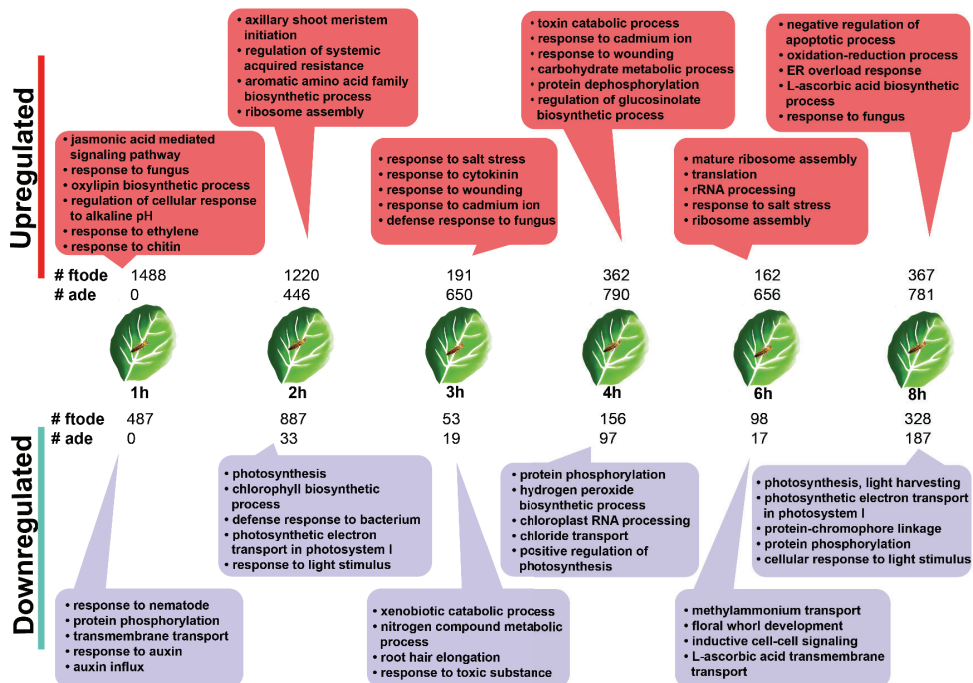 Upregulated
• jasmonic acid mediated
signaling pathway
• response to fungus
• oxylipin biosynthetic process
• regulation of cellular response
to alkaline pH
• response to ethylene
• response to chitin
• axillary shoot meristem
initiation
• regulation of systemic
acquired resistance
• aromatic amino acid family
biosynthetic process
• ribosome assembly
• response to salt stress
• response to cytokinin
• response to wounding
• response to cadmium ion
• defense response to fungus
• toxin catabolic process
• response to cadmium ion
• response to wounding
• carbohydrate metabolic process
• protein dephosphorylation
• regulation of glucosinolate
biosynthetic process
• mature ribosome assembly
• translation
• rRNA processing
• response to salt stress
• ribosome assembly
• negative regulation of
apoptotic process
• oxidation-reduction process
• ER overload response
• L-ascorbic acid biosynthetic
process
• response to fungus
# ftode 1488 1220 191 362 162 367
# ade 0 446 650 790 656 781
1h 2h 3h 4h 6h 8h
# ftode 487 887 53 156 98 328
# ade 0 33 19 97 17 187
Downregulated
• response to nematode
• protein phosphorylation
• transmembrane transport
• response to auxin
• auxin influx
• photosynthesis
• chlorophyll biosynthetic
process
• defense response to bacterium
• photosynthetic electron
transport in photosystem I
• response to light stimulus
• xenobiotic catabolic process
• nitrogen compound metabolic
process
• root hair elongation
• response to toxic substance
• protein phosphorylation
• hydrogen peroxide
biosynthetic process
• chloroplast RNA processing
• chloride transport
• positive regulation of
photosynthesis
• methylammonium transport
• floral whorl development
• inductive cell-cell signaling
• L-ascorbic acid transmembrane
transport
• photosynthesis, light harvesting
• photosynthetic electron transport
in photosystem I
• protein-chromophore linkage
• protein phosphorylation
• cellular response to light stimulus